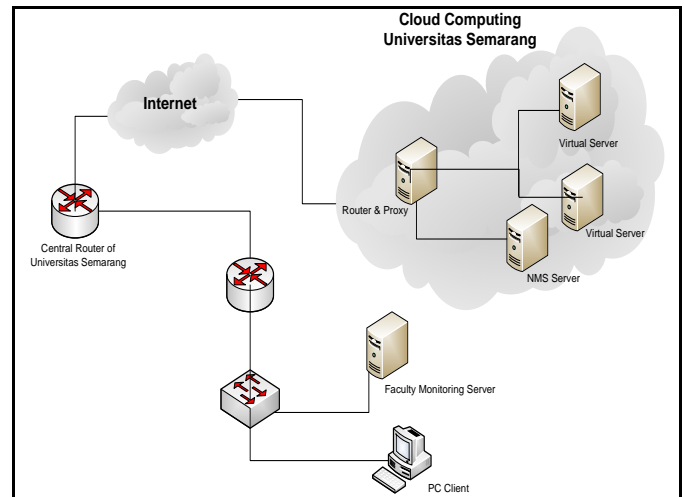 Cloud Computing
Universitas Semarang
Internet
Virtual Server
Router & Proxy
Virtual Server
Central Router of
Universitas Semarang
NMS Server
Faculty Monitoring Server
PC Client